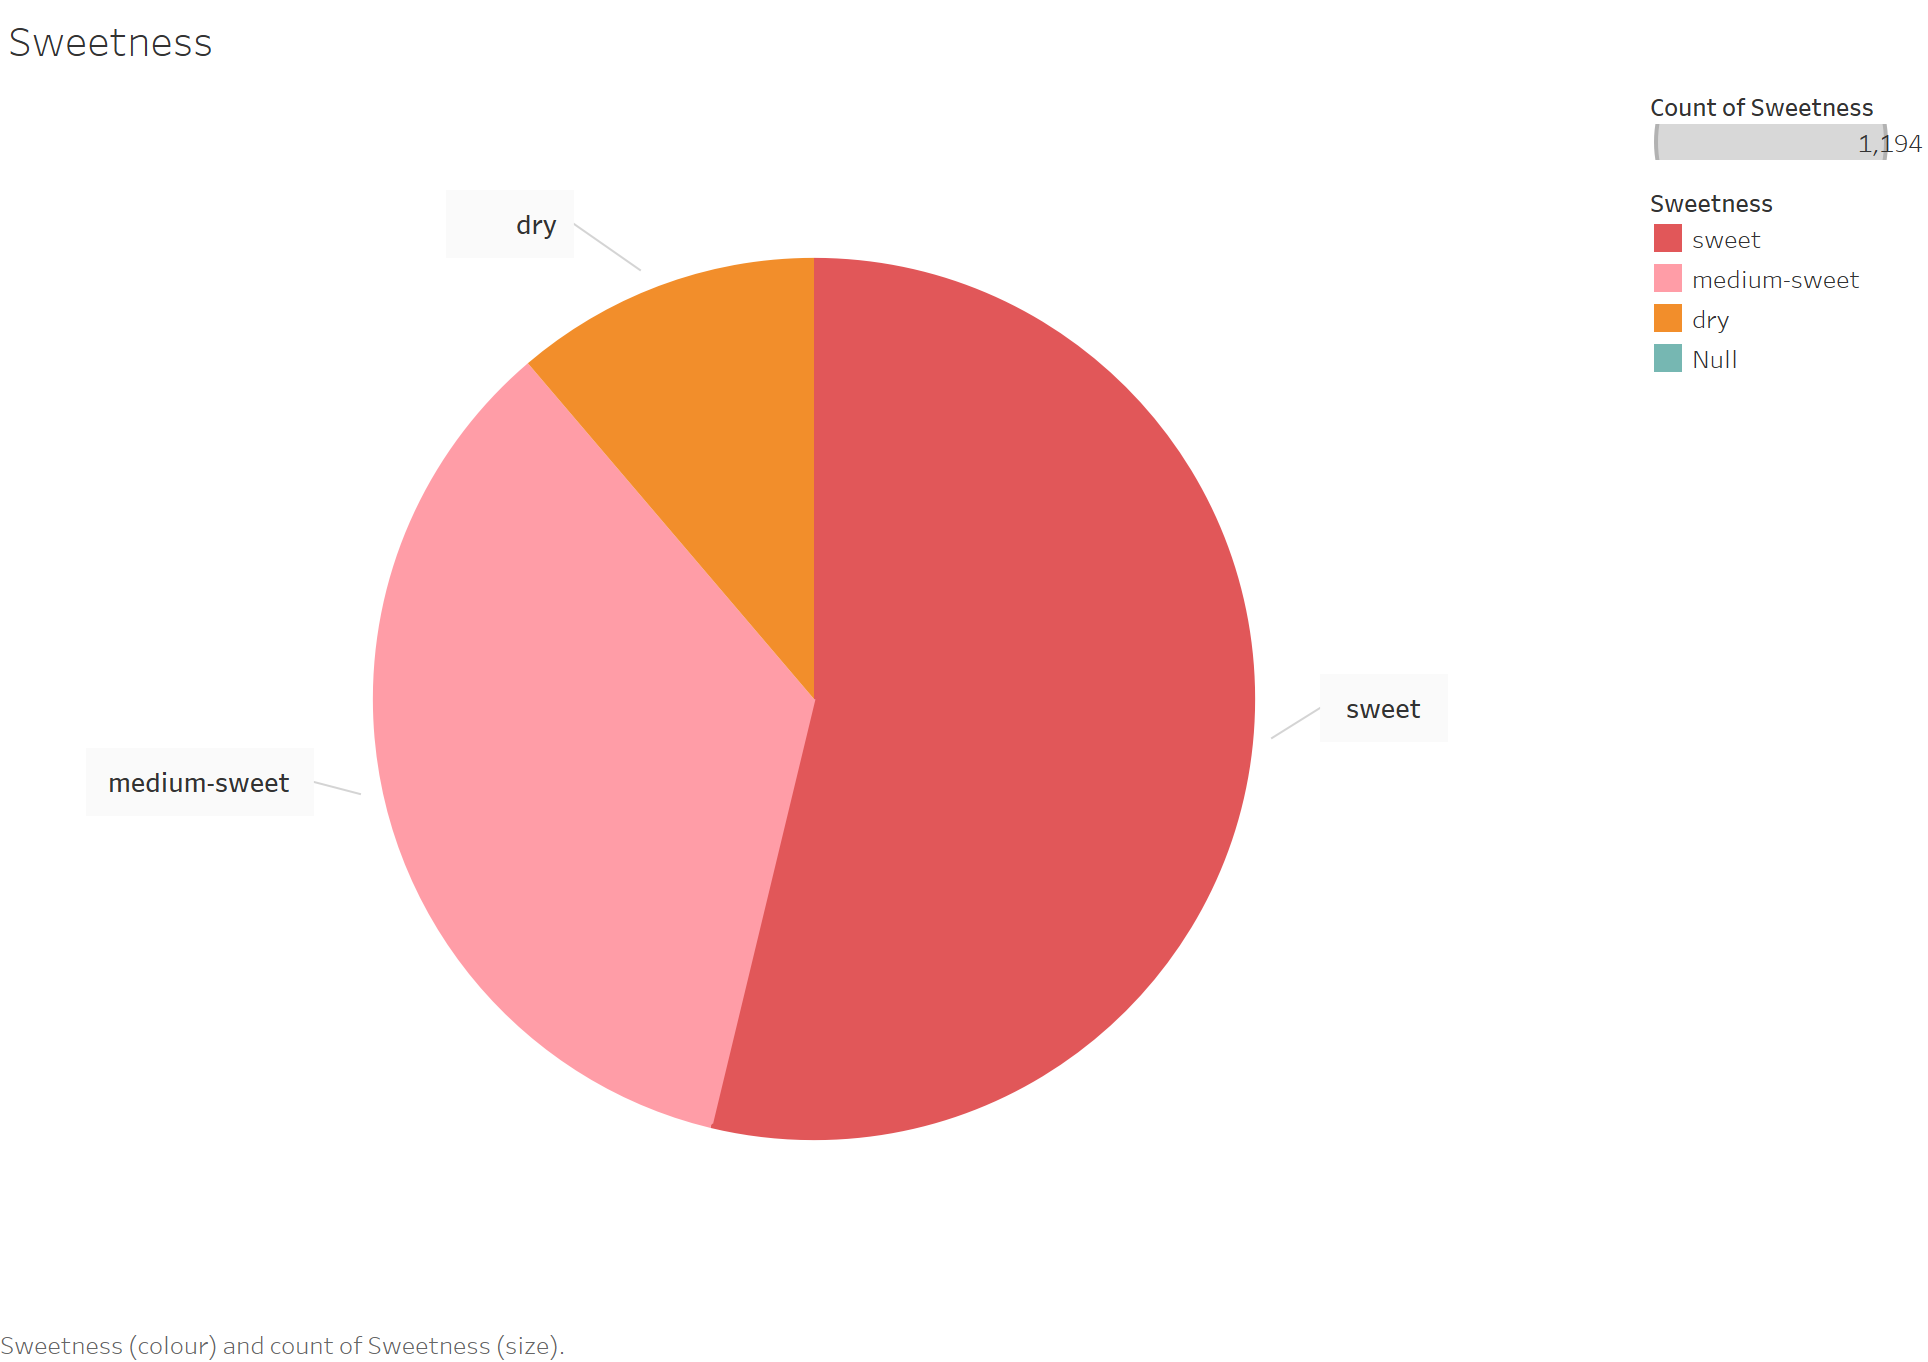 Sweetness
Count of Sweetness
1,194
Sweetness
sweet
medium-sweet
dry
Null
dry
sweet
medium-sweet
Sweetness (colour) and count of Sweetness (size).